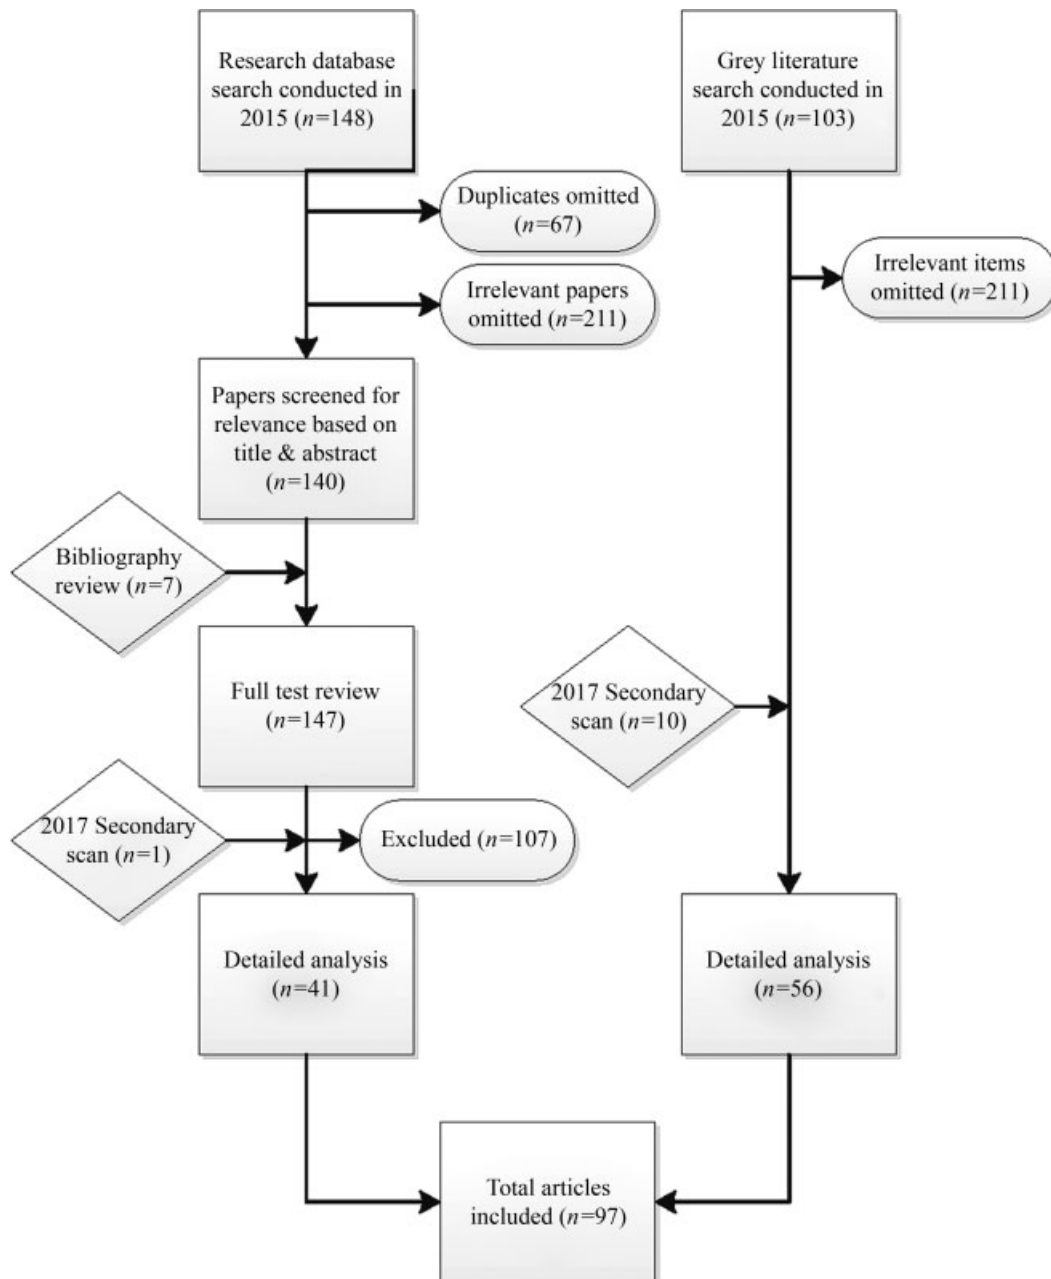 Research database
search conducted in
2015 (n=148)
Grey literature
search conducted in
2015 (n=103)
Duplicates omitted
(n=67)
Irrelevant papers
omitted (n=211)
Irrelevant items
omitted (n=211)
Papers screened for
relevance based on
title & abstract
(n=140)
Bibliography
review (n=7)
Full test review
(n=147)
2017 Secondary
scan (n=10)
2017 Secondary
scan (n=1)
Excluded (n=107)
Detailed analysis
(n=41)
Detailed analysis
(n=56)
Total articles
included (n=97)